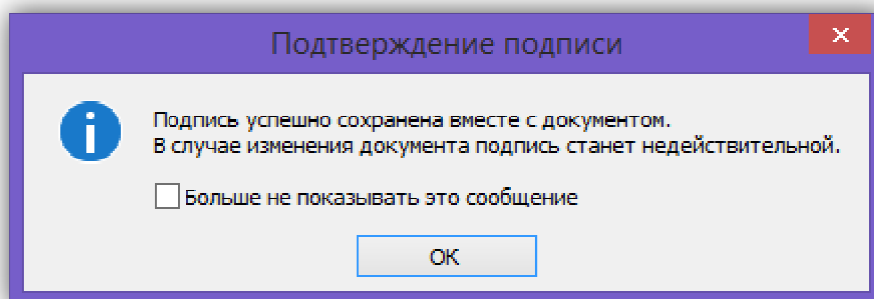 Подтверждение подписи
Подпись успешно сохранена вместе с документом.
В случае изменения документа подпись станет недействительной.
Больше не показывать это сообщение
ОК